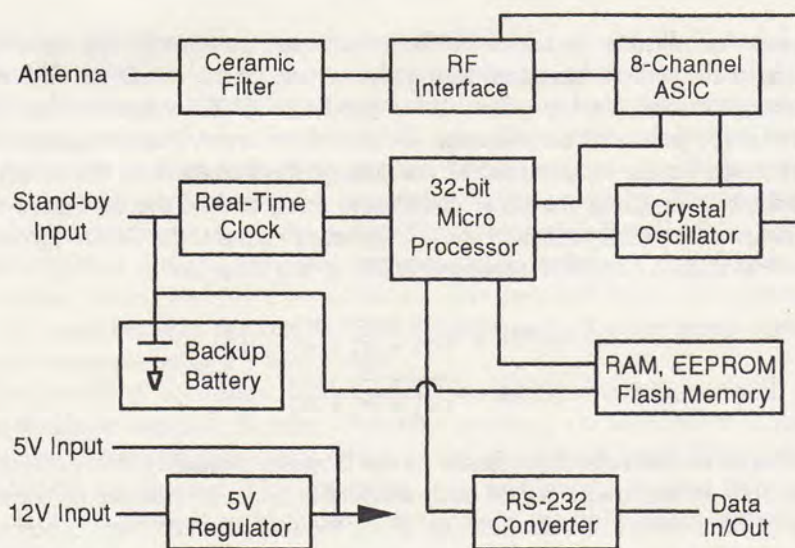 Antenna
Ceramic
Filter
RF
Interface
8-Channel
ASIC
Stand-by
Input
Real-Time
Clock
32-bit
Micro
Processor
Crystal
Oscillator
Backup
Battery
RAM, EEPROM
Flash Memory
5V Input
12V Input
5V
Regulator
RS-232
Converter
Data
In/Out